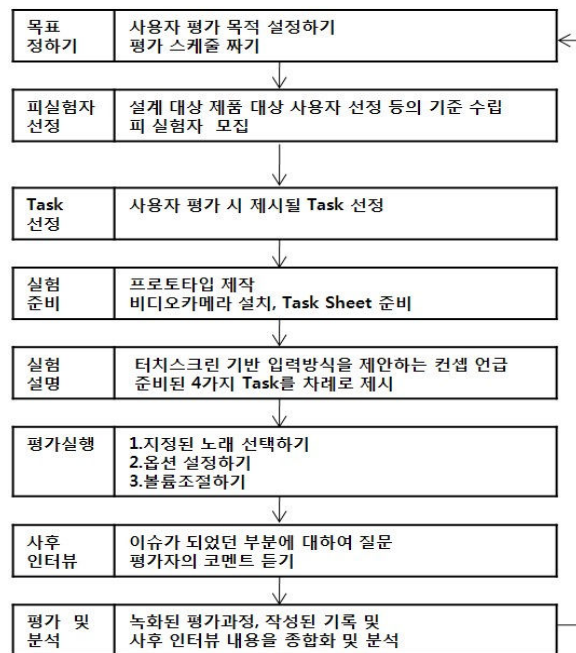 목표
정하기
사용자 평가 목적 설정하기
평가 스케줄 짜기
피실험자
선정
설계 대상 제품 대상 사용자 선정 등의 기준 수립
피 실험자 모집
Task
선정
사용자 평가 시 제시될 Task 선정
실험
준비
프로토타입 제작
비디오카메라 설치, Task Sheet 준비
실험
설명
터치스크린 기반 입력방식을 제안하는 컨셉 언급
준비된 4가지 Task를 차례로 제시
평가실행
1.지정된 노래 선택하기
2.옵션 설정하기
3.볼륨조절하기
사후
인터뷰
이슈가 되었던 부분에 대하여 질문
평가자의 코멘트 듣기
평가 및
분석
녹화된 평가과정, 작성된 기록 및
사후 인터뷰 내용을 종합화 및 분석